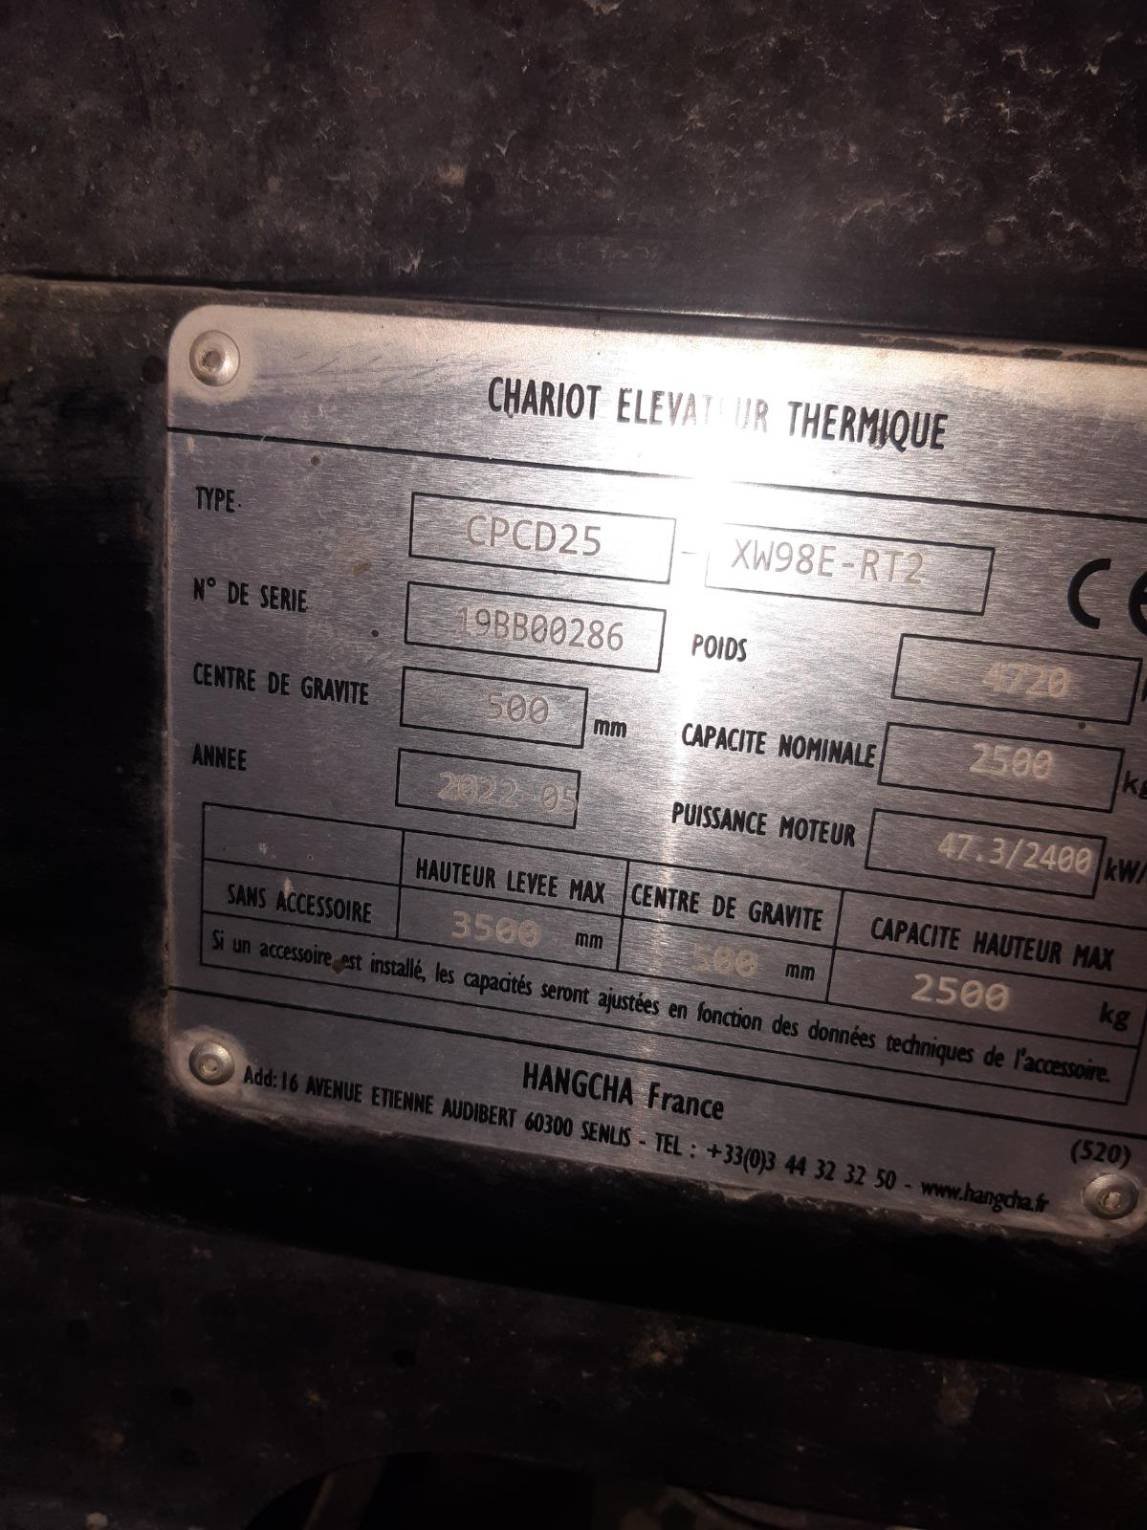 CHARIOT ELEVATEUR THERMIQUE
TYPE CPCD25 - XW98E-RT2
CE
N° DE SERIE 19BB00286
POIDS 4720
CENTRE DE GRAVITE 500 mm
CAPACITE NOMINALE 2500 kg
ANNEE 2022 05
PUISSANCE MOTEUR 47.3/2400 kW/
HAUTEUR LEVEE MAX CENTRE DE GRAVITE CAPACITE HAUTEUR MAX
SANS ACCESSOIRE 3500 mm 500 mm 2500 kg
Si un accessoire est installé, les capacités seront ajustées en fonction des données techniques de l'accessoire.
HANGCHA France
Add:16 AVENUE ETIENNE AUDIBERT 60300 SENLIS - TEL : +33(0)3 44 32 32 50 - www.hangcha.fr
(520)